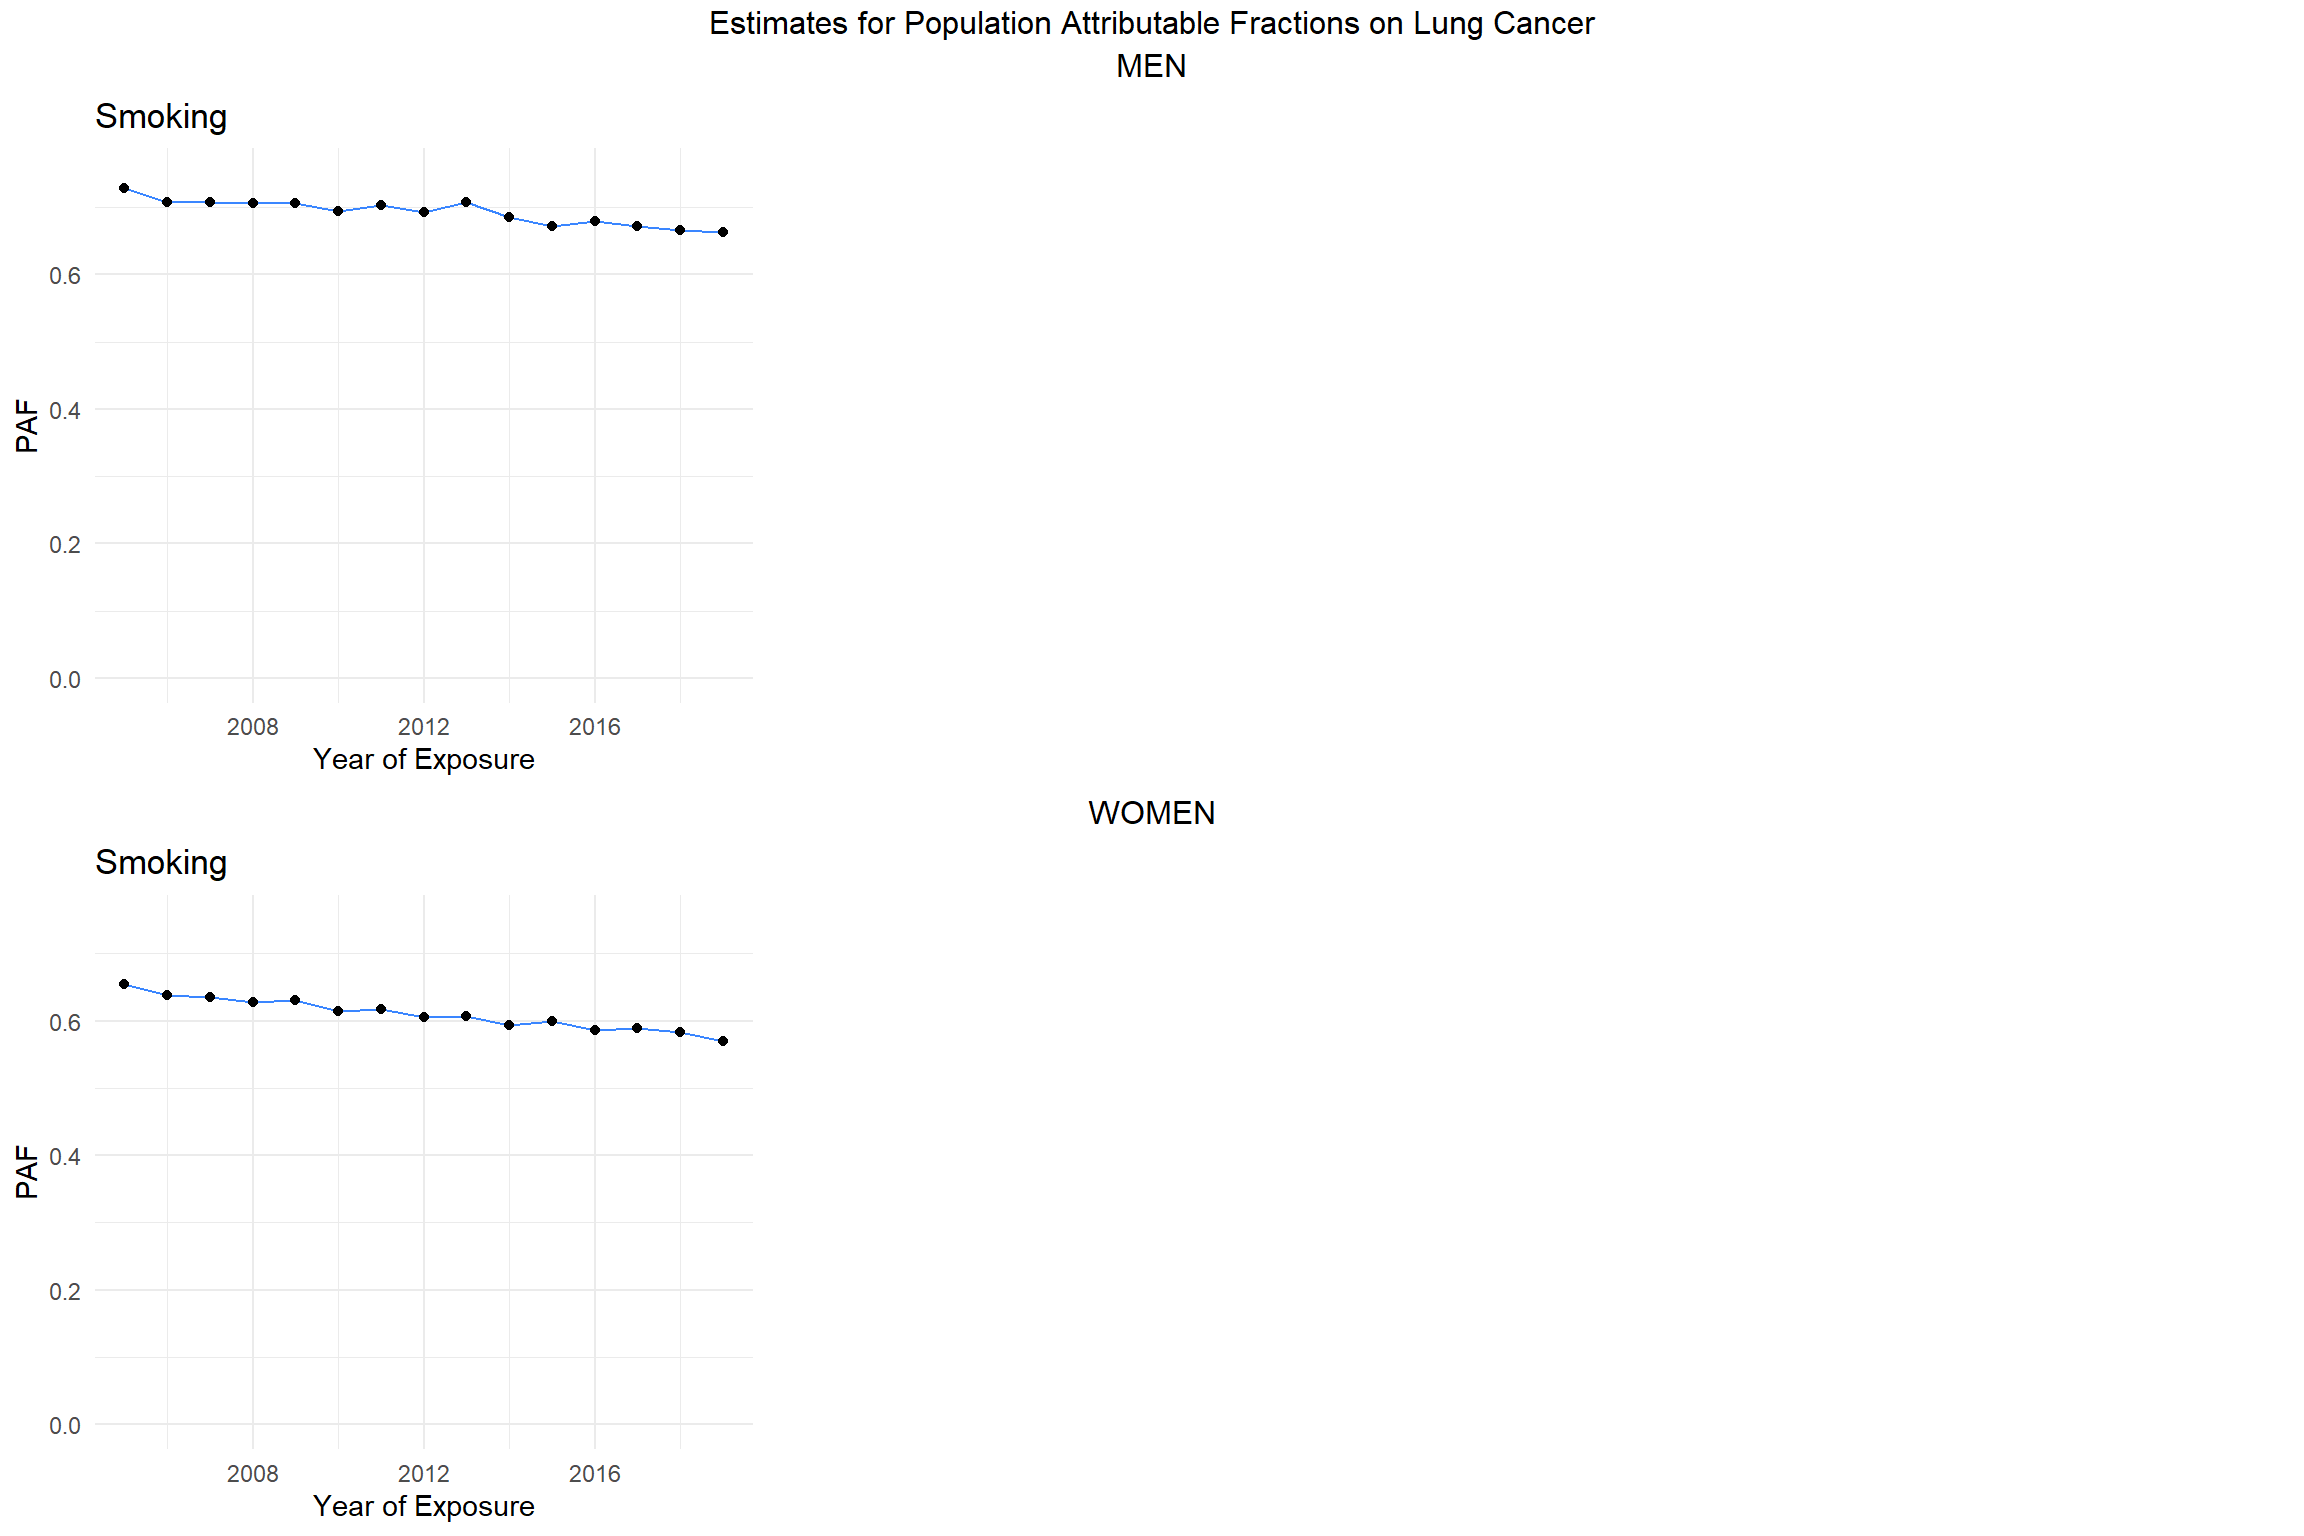 Estimates for Population Attributable Fractions on Lung Cancer
MEN
Smoking
PAF
0.6
0.4
0.2
0.0
2008 2012 2016
Year of Exposure
WOMEN
Smoking
PAF
0.6
0.4
0.2
0.0
2008 2012 2016
Year of Exposure